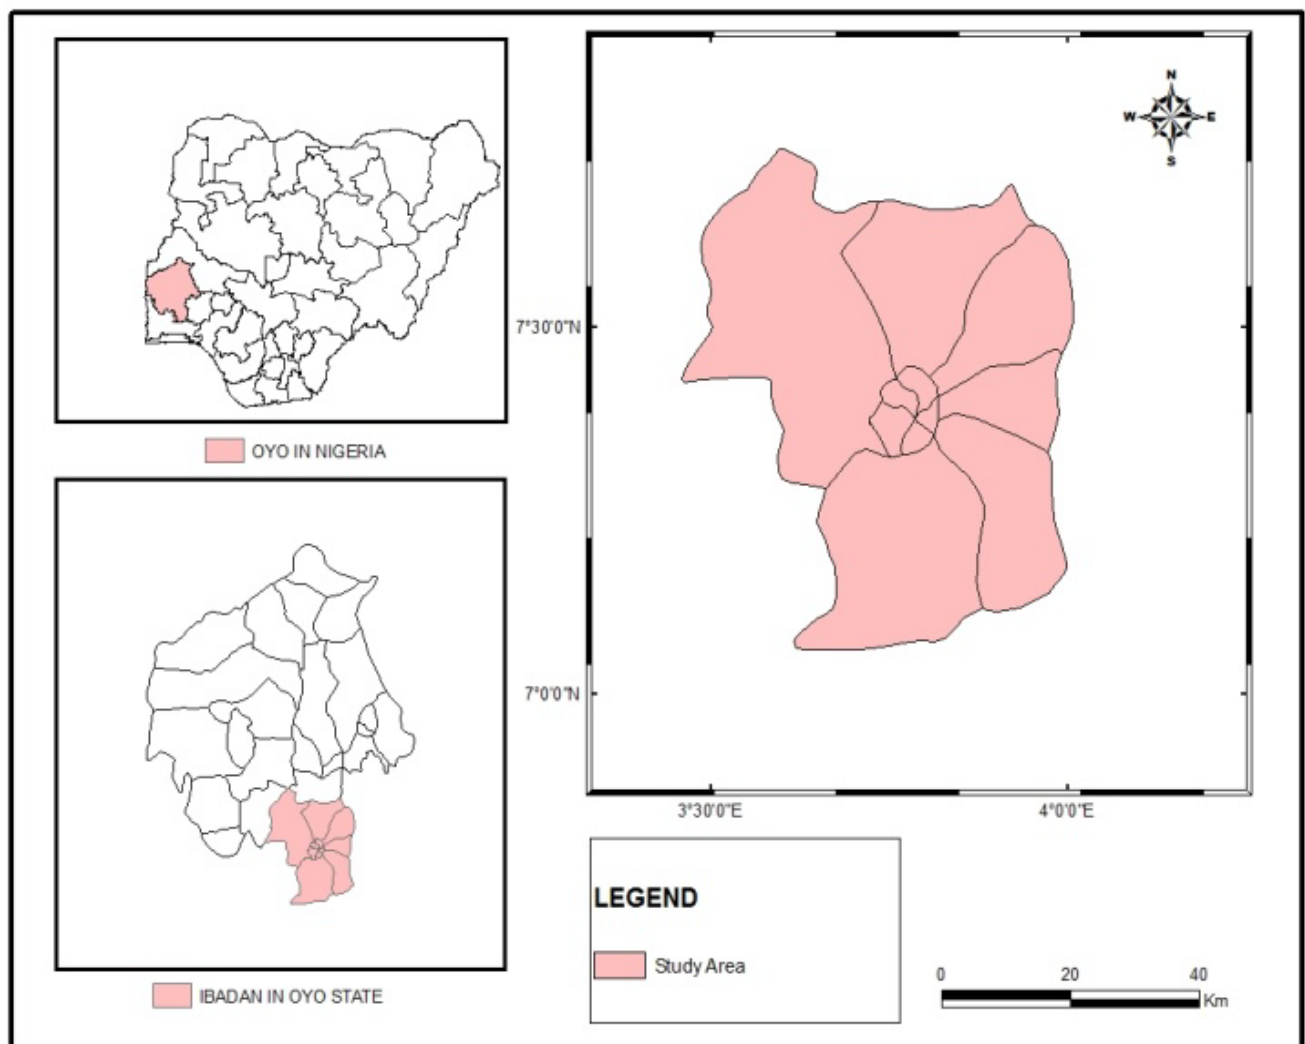 OYO IN NIGERIA
IBADAN IN OYO STATE
N
W E
S
7°30'0"N
7°0'0"N
3°30'0"E 4°0'0"E
LEGEND
Study Area
0 20 40
Km